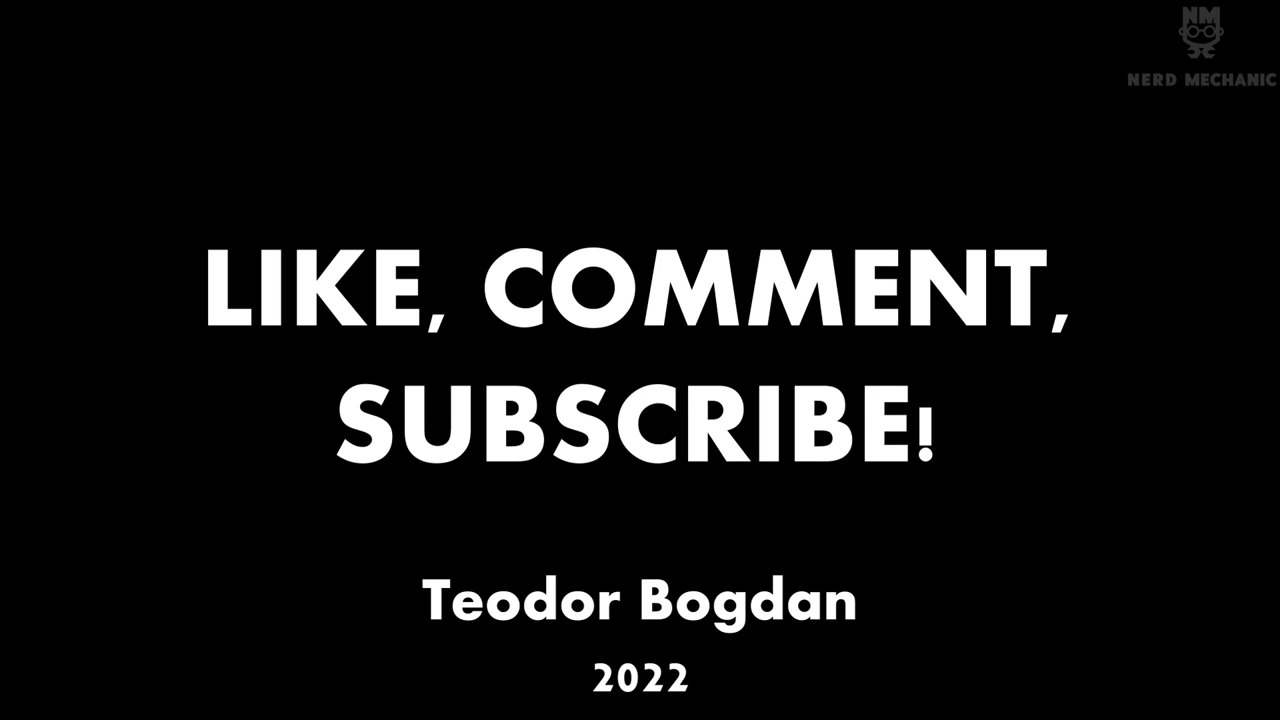 NM
NERD MECHANIC
LIKE, COMMENT,
SUBSCRIBE!
Teodor Bogdan
2022